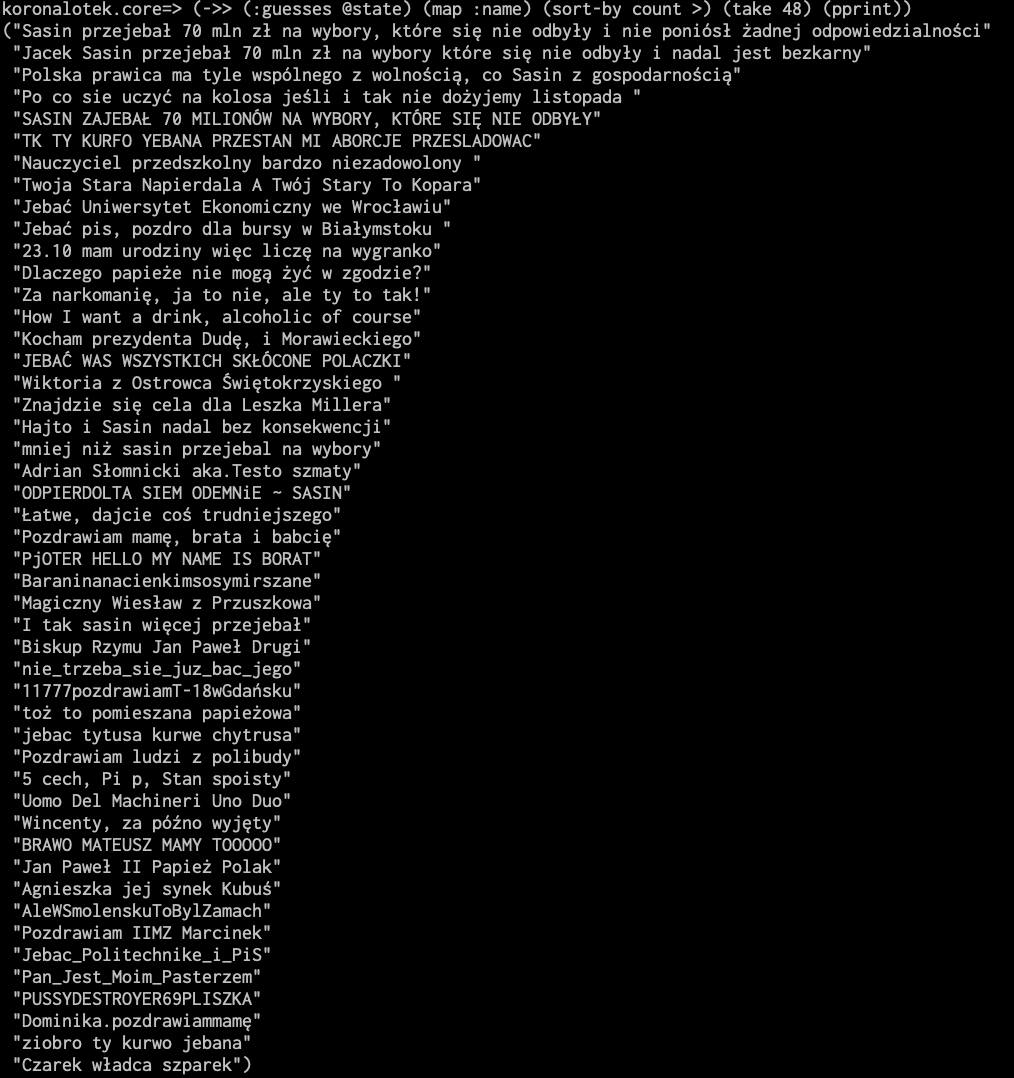 koronalotek.core=> (->> (:guesses @state) (map :name) (sort-by count >) (take 48) (pprint))
("Sasin przejebał 70 mln zł na wybory, które się nie odbyły i nie poniósł żadnej odpowiedzialności"
"Jacek Sasin przejebał 70 mln zł na wybory które się nie odbyły i nadal jest bezkarny"
"Polska prawica ma tyle wspólnego z wolnością, co Sasin z gospodarnością"
"Po co sie uczyć na kolosa jeśli i tak nie dożyjemy listopada "
"SASIN ZAJEBAŁ 70 MILIONÓW NA WYBORY, KTÓRE SIĘ NIE ODBYŁY"
"TK TY KURFO YEBANA PRZESTAN MI ABORCJE PRZESLADOWAC"
"Nauczyciel przedszkolny bardzo niezadowolony "
"Twoja Stara Napierdala A Twój Stary To Kopara"
"Jebać Uniwersytet Ekonomiczny we Wrocławiu"
"Jebać pis, pozdro dla bursy w Białymstoku "
"23.10 mam urodziny więc liczę na wygranko"
"Dlaczego papieże nie mogą żyć w zgodzie?"
"Za narkomanię, ja to nie, ale ty to tak!"
"How I want a drink, alcoholic of course"
"Kocham prezydenta Dudę, i Morawieckiego"
"JEBAĆ WAS WSZYSTKICH SKŁÓCONE POLACZKI"
"Wiktoria z Ostrowca Świętokrzyskiego "
"Znajdzie się cela dla Leszka Millera"
"Hajto i Sasin nadal bez konsekwencji"
"mniej niż sasin przejebal na wybory"
"Adrian Słomnicki aka.Testo szmaty"
"ODPIERDOLTA SIEM ODEMNiE ~ SASIN"
"Łatwe, dajcie coś trudniejszego"
"Pozdrawiam mamę, brata i babcię"
"PjOTER HELLO MY NAME IS BORAT"
"Baraninanacienkimsosymirszane"
"Magiczny Wiesław z Przuszkowa"
"I tak sasin więcej przejebał"
"Biskup Rzymu Jan Paweł Drugi"
"nie_trzeba_sie_juz_bac_jego"
"11777pozdrawiamT-18wGdańsku"
"toż to pomieszana papieżowa"
"jebac tytusa kurwe chytrusa"
"Pozdrawiam ludzi z polibudy"
"5 cech, Pi p, Stan spoisty"
"Uomo Del Machineri Uno Duo"
"Wincenty, za późno wyjęty"
"BRAWO MATEUSZ MAMY TOOOOO"
"Jan Paweł II Papież Polak"
"Agnieszka jej synek Kubuś"
"AleWSmolenskuToBylZamach"
"Pozdrawiam IIMZ Marcinek"
"Jebac_Politechnike_i_PiS"
"Pan_Jest_Moim_Pasterzem"
"PUSSYDESTROYER69PLISZKA"
"Dominika.pozdrawiammamę"
"ziobro ty kurwo jebana"
"Czarek władca szparek")